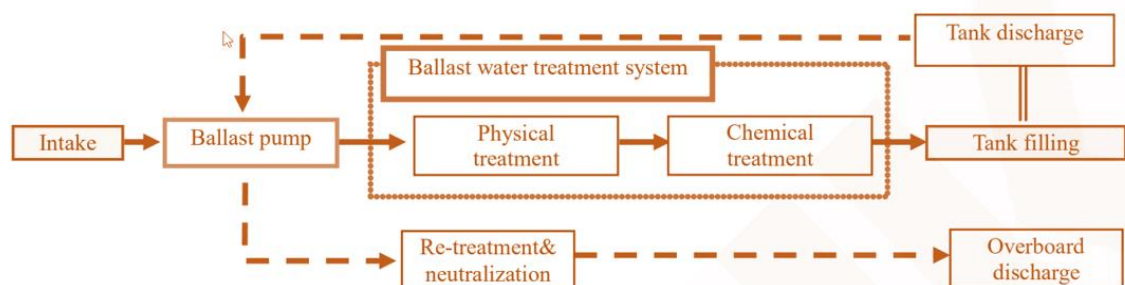 Tank discharge
Ballast water treatment system
Intake
Ballast pump
Physical
treatment
Chemical
treatment
Tank filling
Re-treatment&
neutralization
Overboard
discharge